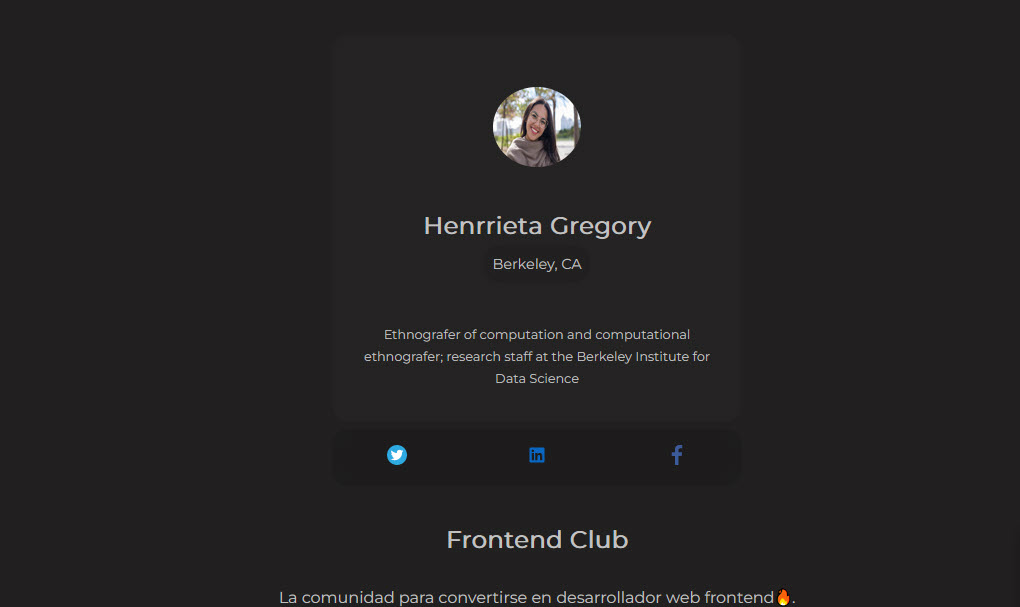 Henrrieta Gregory
Berkeley, CA
Ethnografer of computation and computational
ethnografer; research staff at the Berkeley Institute for
Data Science
Frontend Club
La comunidad para convertirse en desarrollador web frontend🔥.